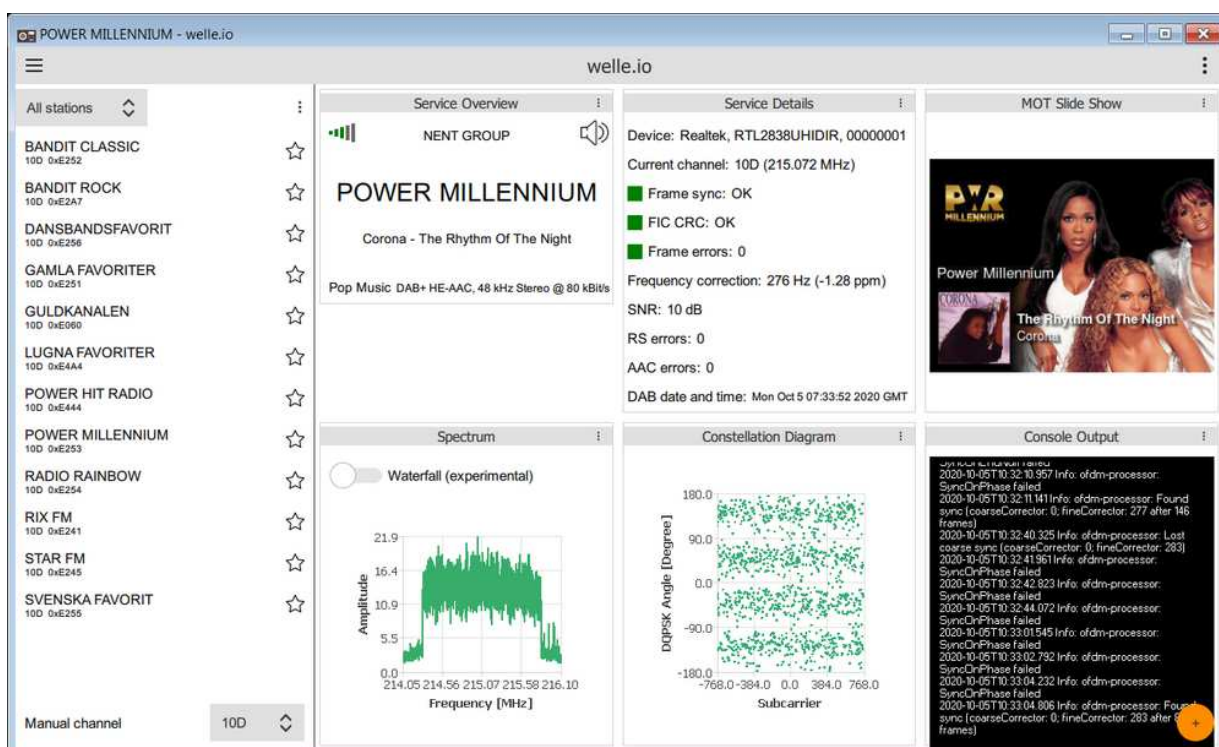 POWER MILLENNIUM - welle.io
welle.io
All stations
BANDIT CLASSIC
10D 0xE252
BANDIT ROCK
10D 0xE2A7
DANSBANDSFAVORIT
10D 0xE256
GAMLA FAVORITER
10D 0xE251
GULDKANALEN
10D 0xE060
LUGNA FAVORITER
10D 0xE4A4
POWER HIT RADIO
10D 0xE444
POWER MILLENNIUM
10D 0xE253
RADIO RAINBOW
10D 0xE254
RIX FM
10D 0xE241
STAR FM
10D 0xE245
SVENSKA FAVORIT
10D 0xE255
Manual channel 10D
Service Overview
NENT GROUP
POWER MILLENNIUM
Corona - The Rhythm Of The Night
Pop Music DAB+ HE-AAC, 48 kHz Stereo @ 80 kBit/s
Service Details
Device: Realtek, RTL2838UHIDIR, 00000001
Current channel: 10D (215.072 MHz)
Frame sync: OK
FIC CRC: OK
Frame errors: 0
Frequency correction: 276 Hz (-1.28 ppm)
SNR: 10 dB
RS errors: 0
AAC errors: 0
DAB date and time: Mon Oct 5 07:33:52 2020 GMT
MOT Slide Show
PWR
MILLENNIUM
Power Millennium
CORONA
The Rhythm Of The Night
Corona
Spectrum
Waterfall (experimental)
21.9
16.4
10.9
5.5
0.0
Amplitude
214.05 214.56 215.07 215.58 216.10
Frequency [MHz]
Constellation Diagram
180.0
90.0
0.0
-90.0
-180.0
DQPSK Angle [Degree]
-768.0 -384.0 0.0 384.0 768.0
Subcarrier
Console Output
2020-10-05T10:32:10.957 Info: ofdm-processor:
SyncOnPhase failed
2020-10-05T10:32:11.141 Info: ofdm-processor: Found
sync (coarseCorrector: 0; fineCorrector: 277 after 146
frames)
2020-10-05T10:32:40.325 Info: ofdm-processor: Lost
coarse sync (coarseCorrector: 0; fineCorrector: 283)
2020-10-05T10:32:41.961 Info: ofdm-processor:
SyncOnPhase failed
2020-10-05T10:32:42.823 Info: ofdm-processor:
SyncOnPhase failed
2020-10-05T10:32:44.072 Info: ofdm-processor:
SyncOnPhase failed
2020-10-05T10:33:01.545 Info: ofdm-processor:
SyncOnPhase failed
2020-10-05T10:33:02.792 Info: ofdm-processor:
SyncOnPhase failed
2020-10-05T10:33:04.232 Info: ofdm-processor:
SyncOnPhase failed
2020-10-05T10:33:04.806 Info: ofdm-processor:
sync (coarseCorrector: 0; fineCorrector: 283 after
frames)